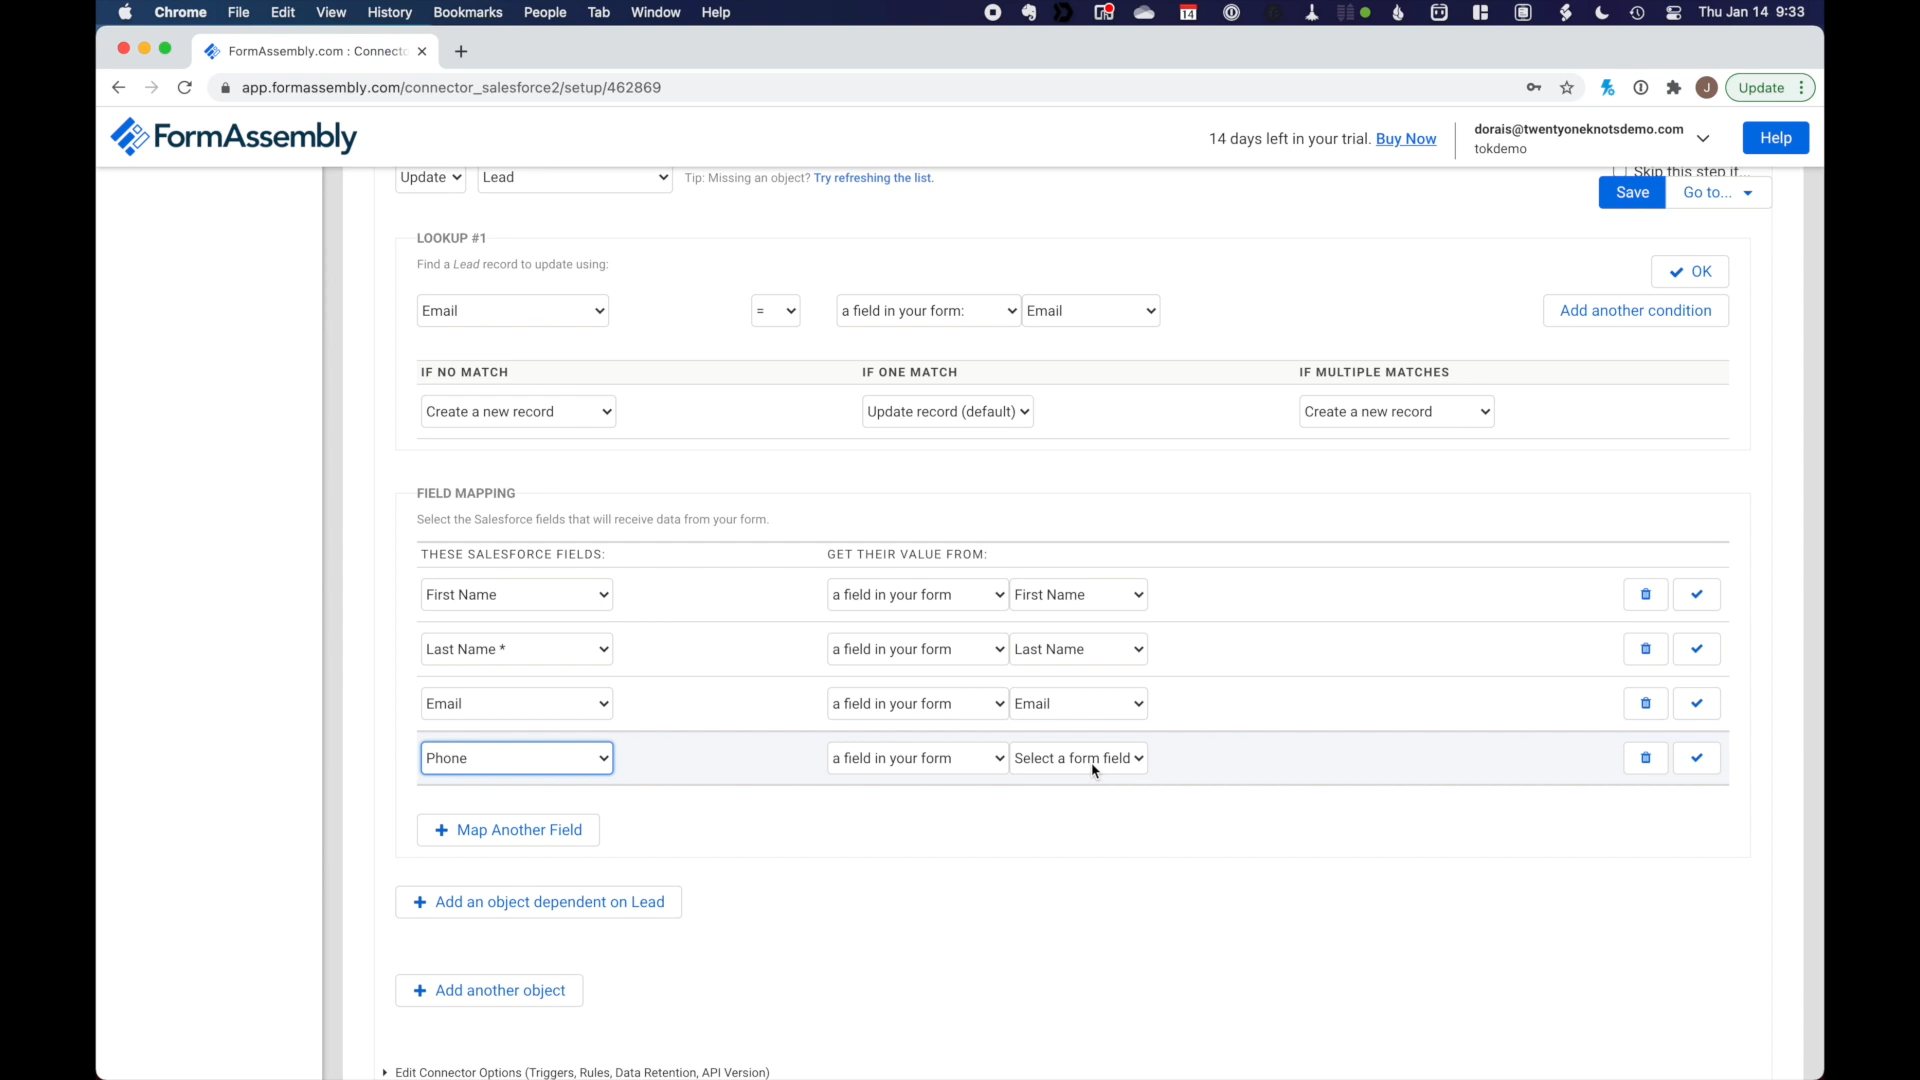 Chrome File Edit View History Bookmarks People Tab Window Help 14 Thu Jan 14 9:33
FormAssembly.com : Connecto
app.formassembly.com/connector_salesforce2/setup/462869 J Update
FormAssembly
14 days left in your trial. Buy Now
dorais@twentyoneknotsdemo.com
tokdemo
Help
Update Lead Tip: Missing an object? Try refreshing the list.
Skip this step if...
Save Go to...
LOOKUP #1
Find a Lead record to update using:
OK
Email = a field in your form: Email Add another condition
IF NO MATCH IF ONE MATCH IF MULTIPLE MATCHES
Create a new record Update record (default) Create a new record
FIELD MAPPING
Select the Salesforce fields that will receive data from your form.
THESE SALESFORCE FIELDS: GET THEIR VALUE FROM:
First Name a field in your form First Name
Last Name * a field in your form Last Name
Email a field in your form Email
Phone a field in your form Select a form field
+ Map Another Field
+ Add an object dependent on Lead
+ Add another object
Edit Connector Options (Triggers, Rules, Data Retention, API Version)